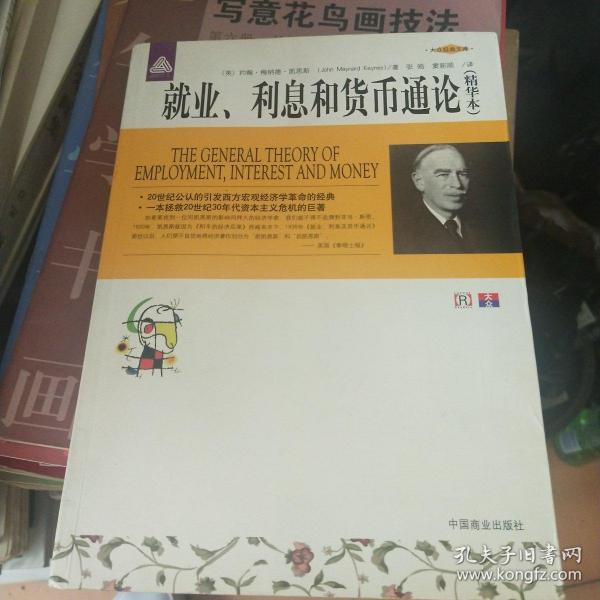 写意花鸟画技法
·大众经典文库·
(英)约翰·梅纳德·凯恩斯 (John Maynard Keynes)/著 张 皓 /译
就业、利息和货币通论(精华本)
THE GENERAL THEORY OF
EMPLOYMENT, INTEREST AND MONEY
·20世纪公认的引发西方宏观经济学革命的经典
·一本拯救20世纪30年代资本主义危机的巨著
R
大众
学
书
画
中国商业出版社
孔夫子旧书网
www.kongfz.com